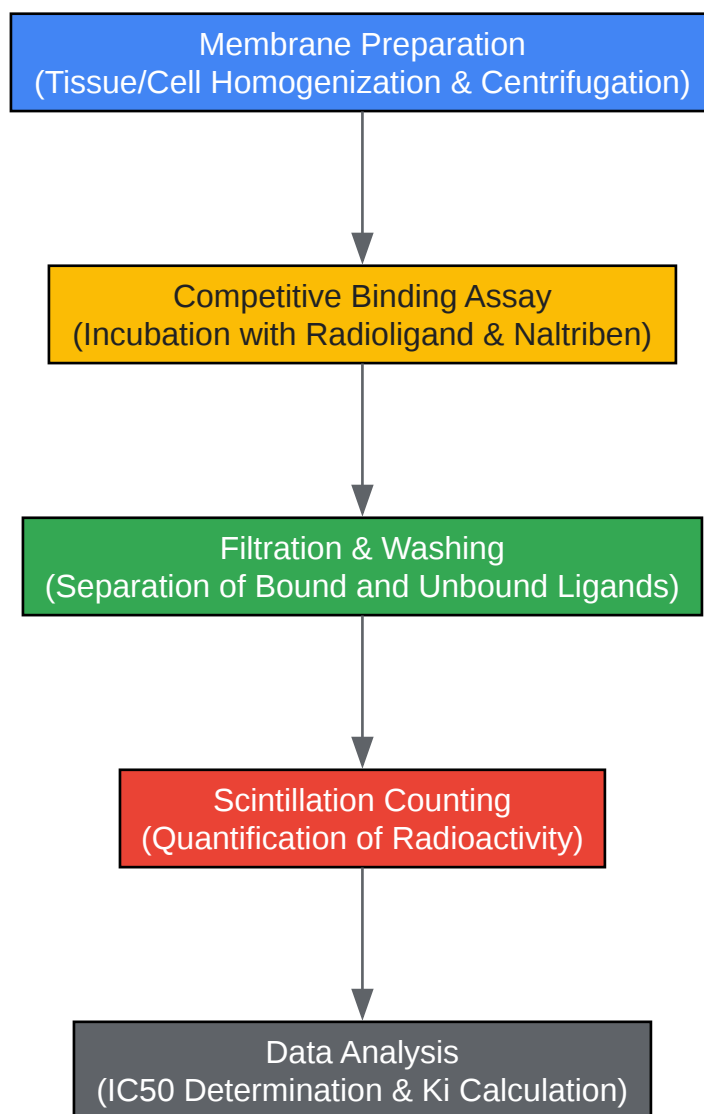 Membrane Preparation
(Tissue/Cell Homogenization & Centrifugation)
Competitive Binding Assay
(Incubation with Radioligand & Naltriben)
Filtration & Washing
(Separation of Bound and Unbound Ligands)
Scintillation Counting
(Quantification of Radioactivity)
Data Analysis
(IC50 Determination & Ki Calculation)